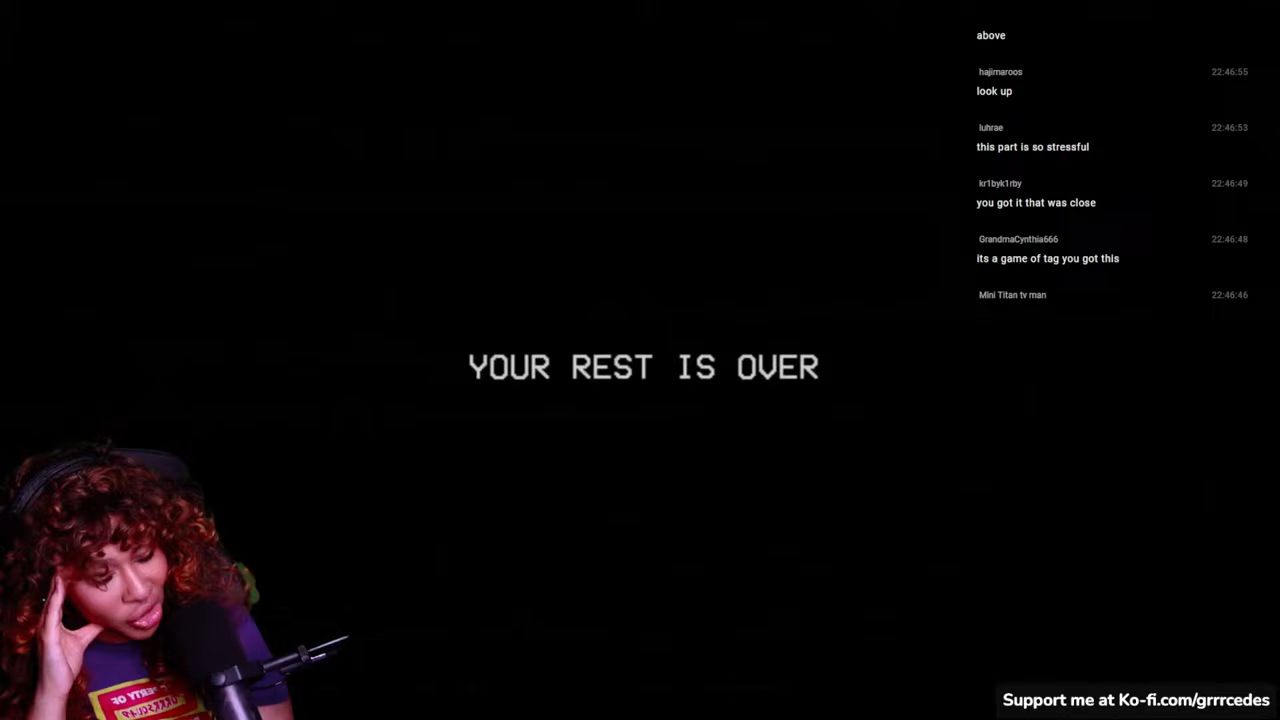 above
hajimaroos 22:46:55
look up
luhrae 22:46:53
this part is so stressful
kr1byk1rby 22:46:49
you got it that was close
GrandmaCynthia666 22:46:48
its a game of tag you got this
Mini Titan tv man 22:46:46
YOUR REST IS OVER
Support me at Ko-fi.com/grrrcedes